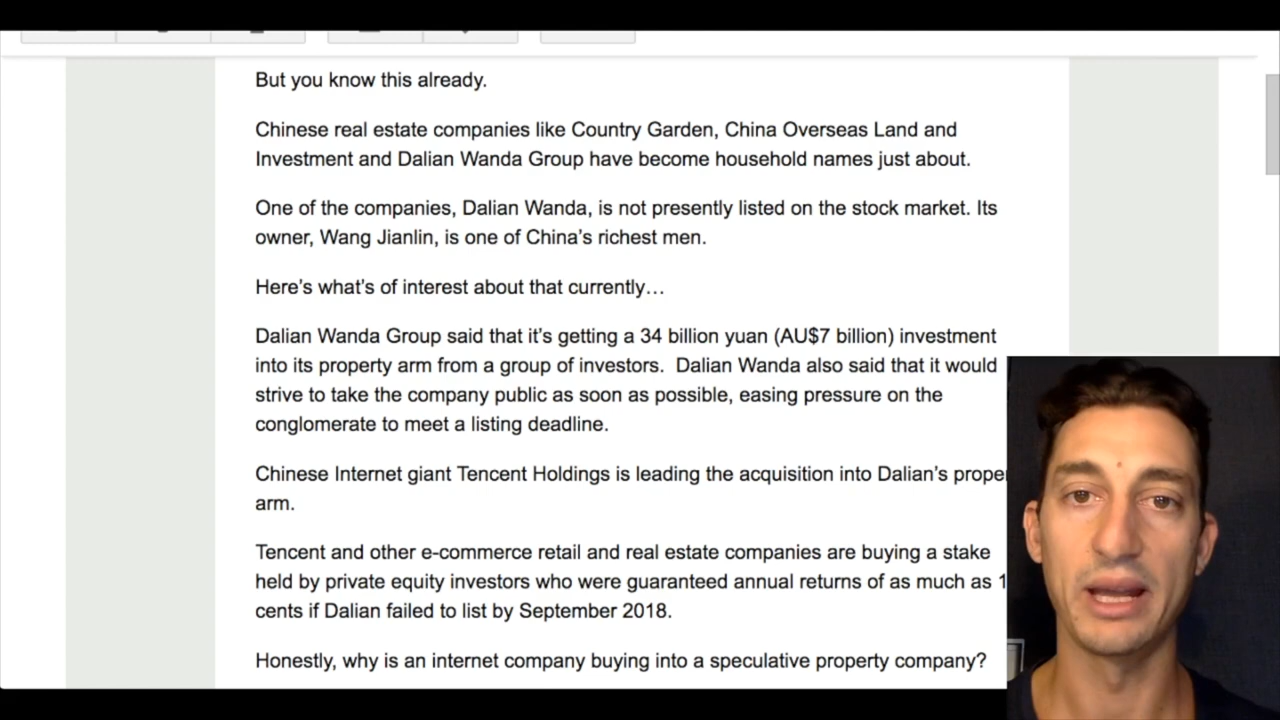 But you know this already.
Chinese real estate companies like Country Garden, China Overseas Land and
Investment and Dalian Wanda Group have become household names just about.
One of the companies, Dalian Wanda, is not presently listed on the stock market. Its
owner, Wang Jianlin, is one of China’s richest men.
Here’s what’s of interest about that currently…
Dalian Wanda Group said that it’s getting a 34 billion yuan (AU$7 billion) investment
into its property arm from a group of investors.  Dalian Wanda also said that it would
strive to take the company public as soon as possible, easing pressure on the
conglomerate to meet a listing deadline.
Chinese Internet giant Tencent Holdings is leading the acquisition into Dalian’s
arm.
Tencent and other e-commerce retail and real estate companies are buying a stake
held by private equity investors who were guaranteed annual returns of as much as
cents if Dalian failed to list by September 2018.
Honestly, why is an internet company buying into a speculative property company?